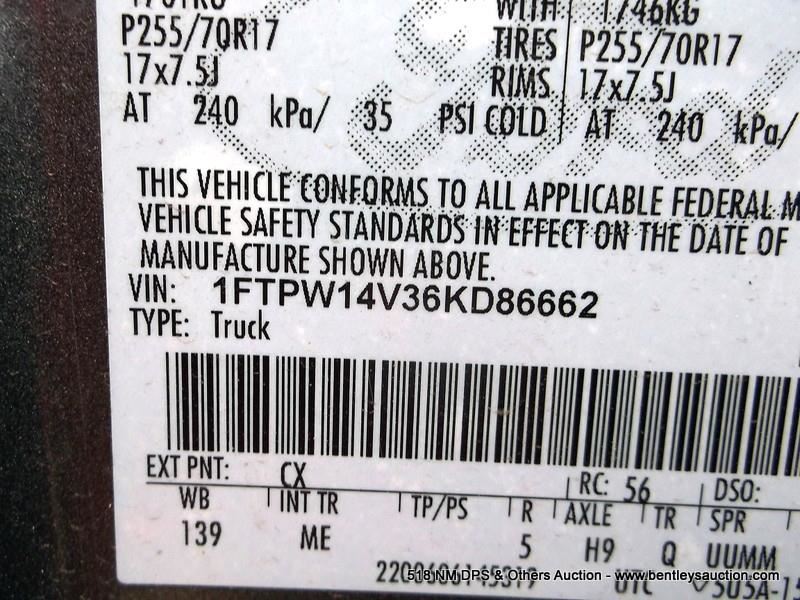 WITH 1746KG
P255/70R17 TIRES P255/70R17
17x7.5J RIMS 17x7.5J
AT 240 kPa/ 35 PSI COLD AT 240 kPa/
THIS VEHICLE CONFORMS TO ALL APPLICABLE FEDERAL M
VEHICLE SAFETY STANDARDS IN EFFECT ON THE DATE OF
MANUFACTURE SHOWN ABOVE.
VIN: 1FTPW14V36KD86662
TYPE: Truck
EXT PNT: CX RC: 56 DSO:
WB INT TR TP/PS R AXLE TR SPR
139 ME 5 H9 Q UUMM
UTC
518 NM DPS & Others Auction - www.bentleysauction.com